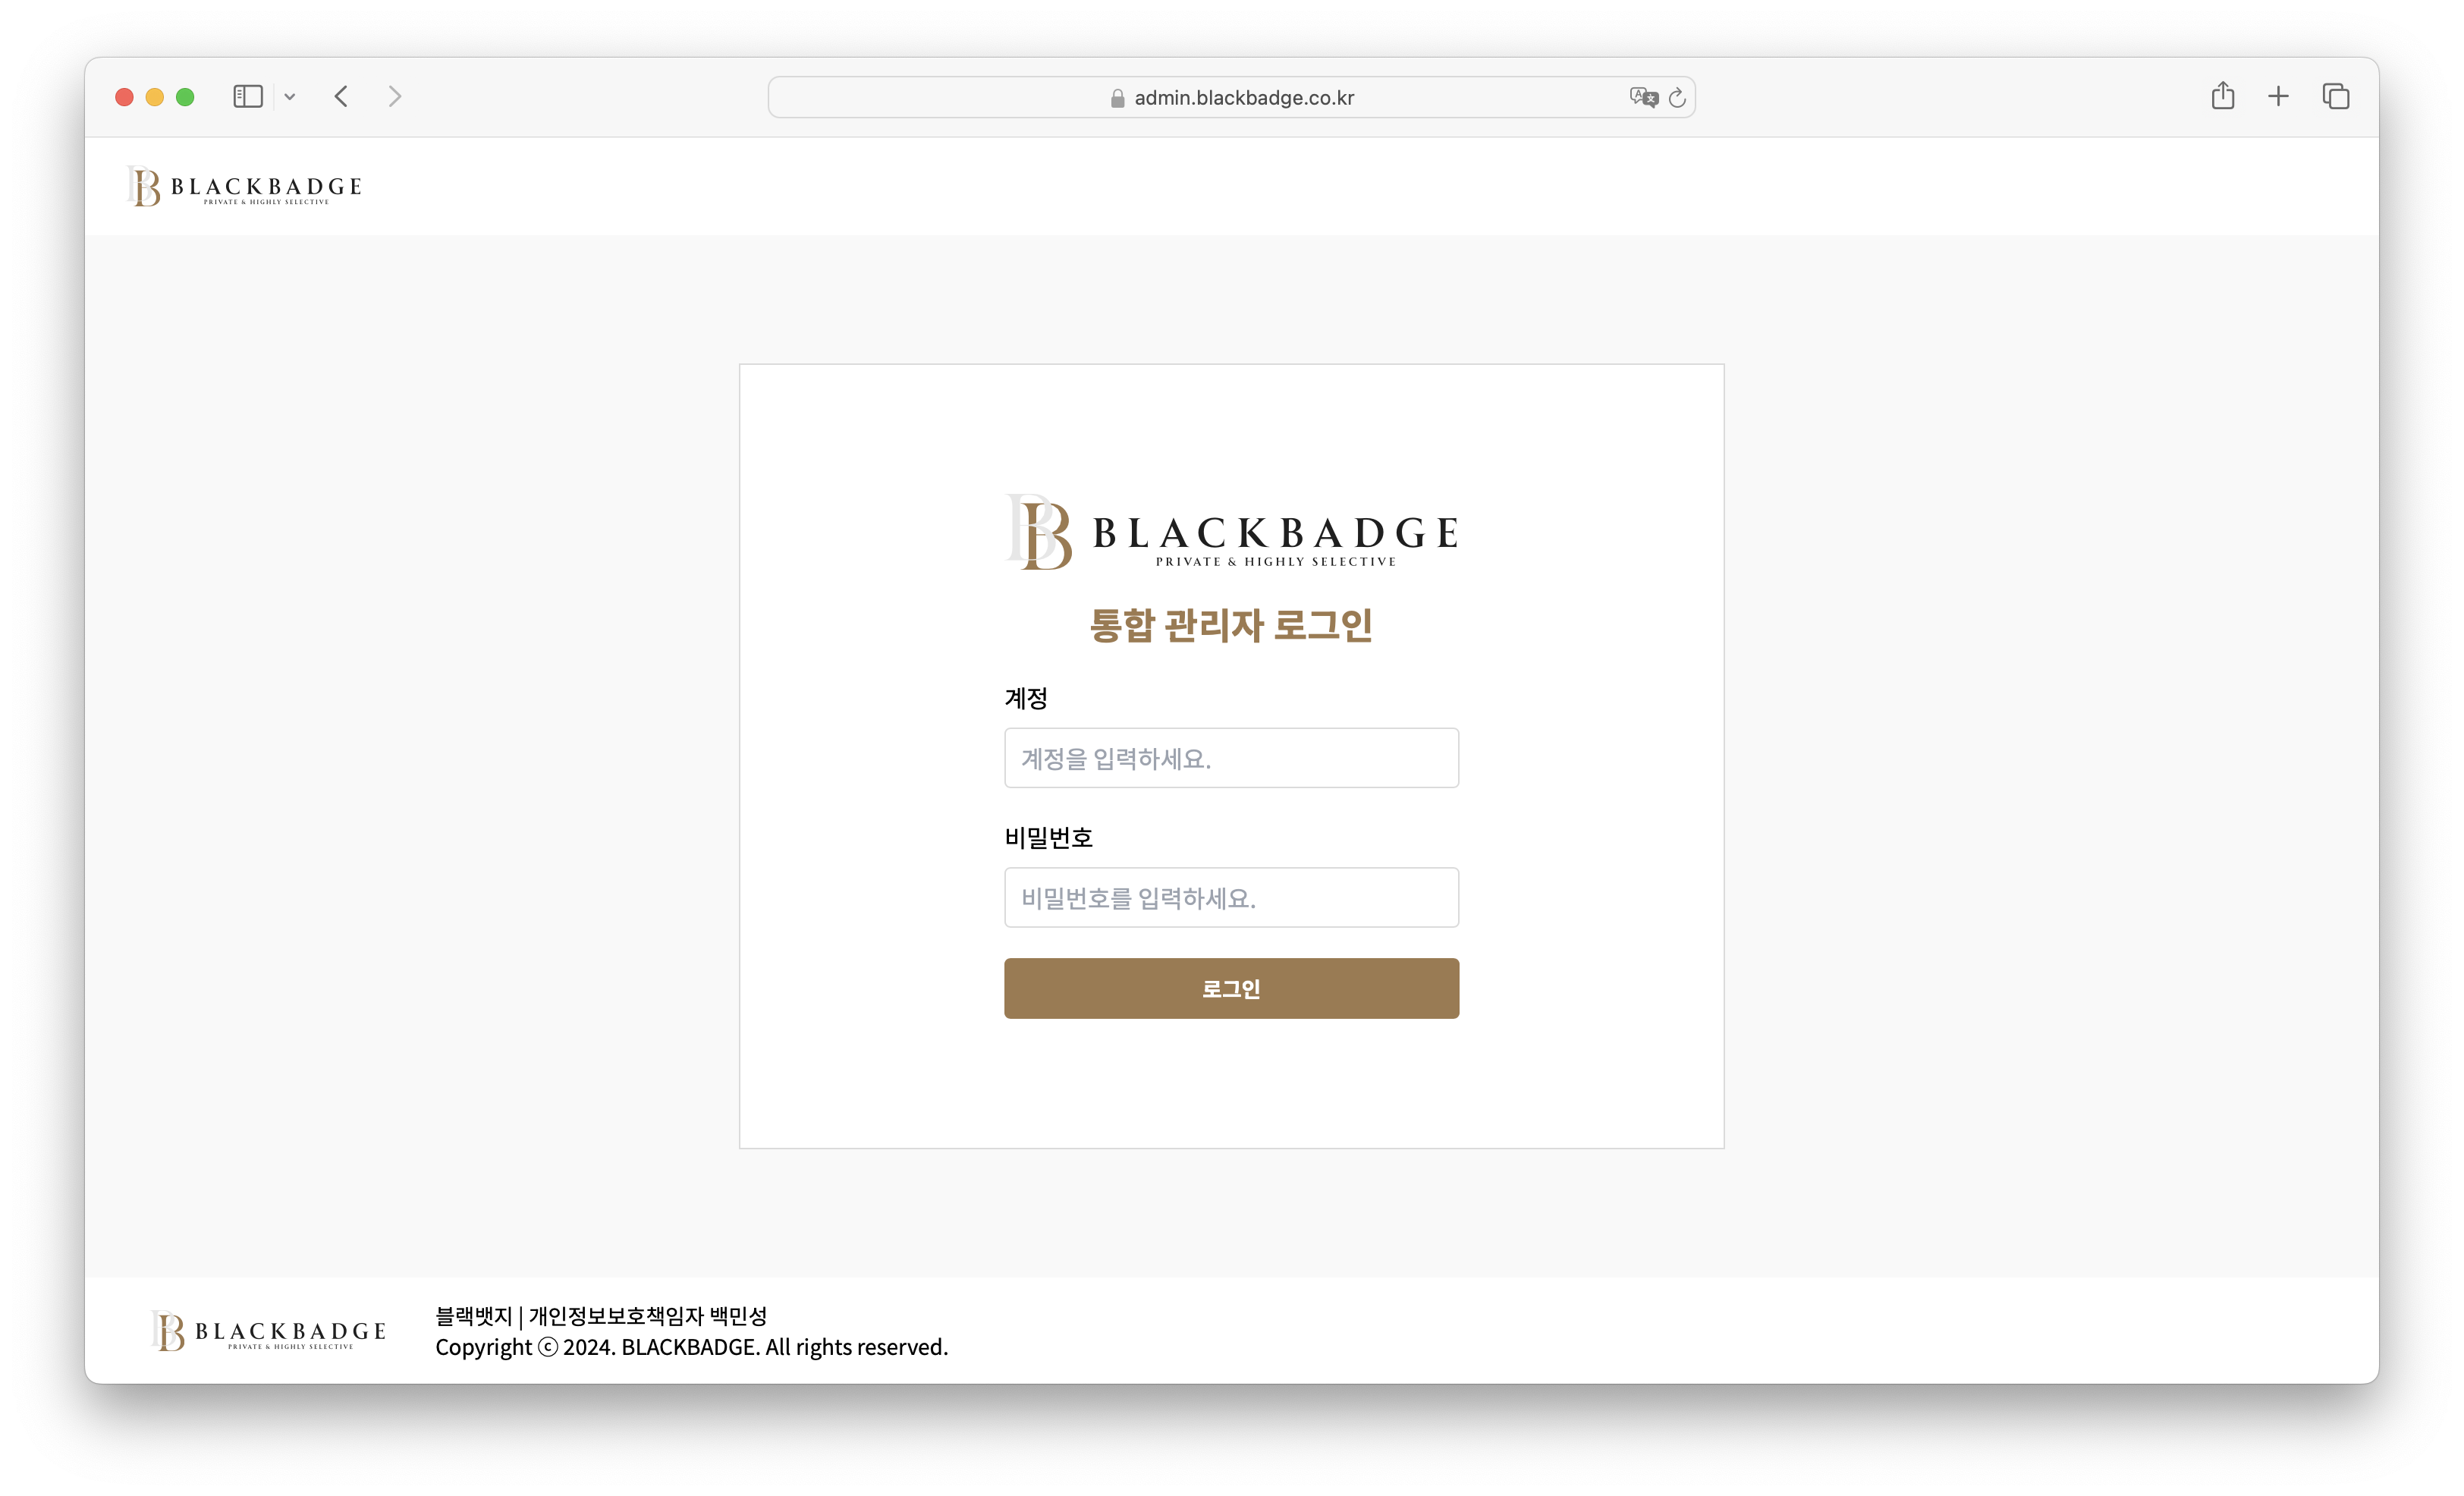 admin.blackbadge.co.kr
BLACKBADGE
PRIVATE & HIGHLY SELECTIVE
BLACKBADGE
PRIVATE & HIGHLY SELECTIVE
통합 관리자 로그인
계정
계정을 입력하세요.
비밀번호
비밀번호를 입력하세요.
로그인
BLACKBADGE
PRIVATE & HIGHLY SELECTIVE
블랙뱃지 | 개인정보보호책임자 백민성
Copyright ⓒ 2024. BLACKBADGE. All rights reserved.